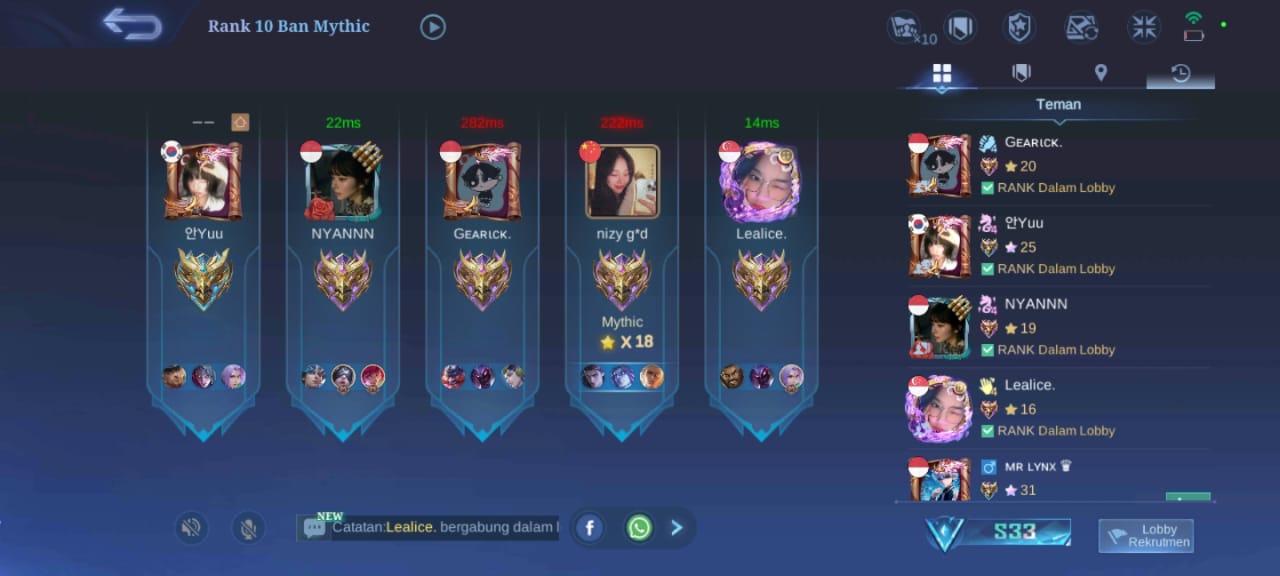 Rank 10 Ban Mythic
×10
Teman
-- 22ms 282ms 222ms 14ms
안Yuu NYANNN GEARICK. nizy g*d Lealice.
Mythic
X 18
GEARICK.
20
RANK Dalam Lobby
안Yuu
25
RANK Dalam Lobby
NYANNN
19
RANK Dalam Lobby
Lealice.
16
RANK Dalam Lobby
MR LYNX
31
NEW
Catatan:Lealice. bergabung dalam l
S33
Lobby
Rekrutmen